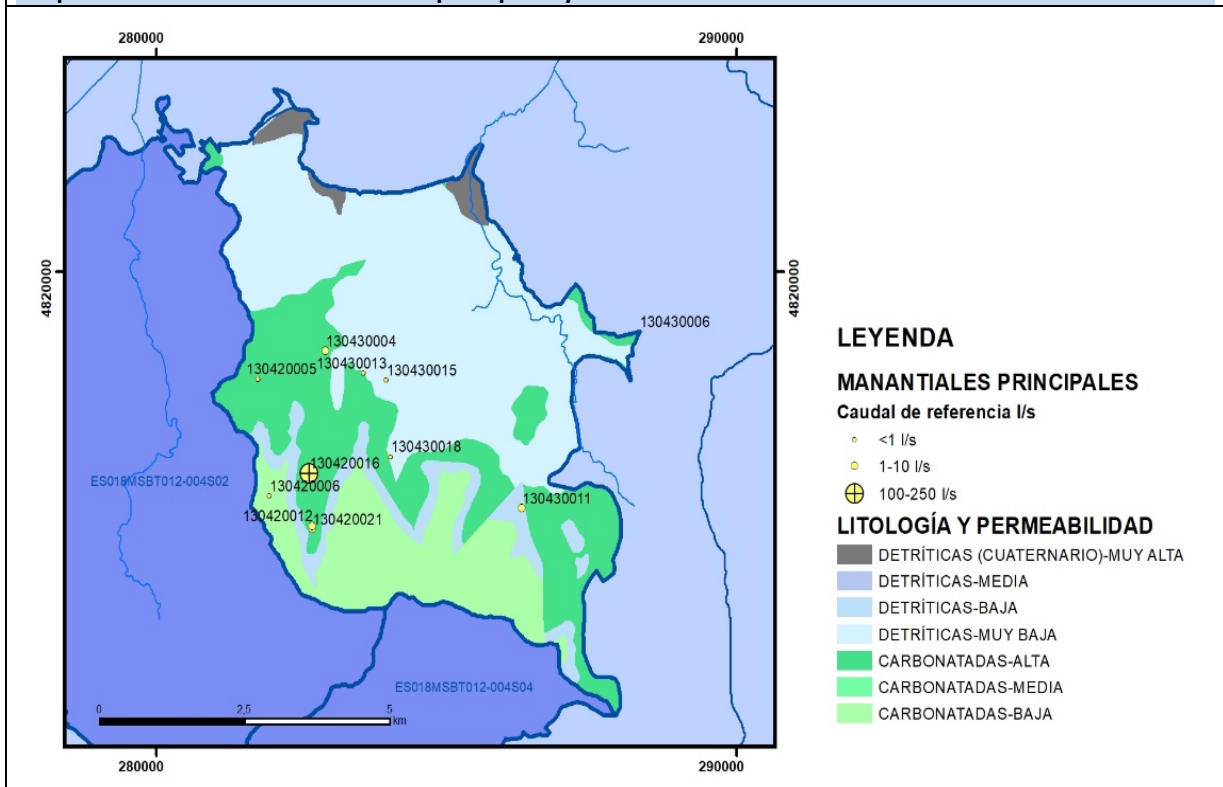 280000
290000
4820000
4820000
130430006
130430004
130430013
130420005
130430015
130430018
130420016
ES018MSBT012-004S02
130420006
130430011
130420012
130420021
ES018MSBT012-004S04
0
2,5
5
km
280000
290000
LEYENDA
MANANTIALES PRINCIPALES
Caudal de referencia l/s
<1 l/s
1-10 l/s
100-250 l/s
LITOLOGÍA Y PERMEABILIDAD
DETRÍTICAS (CUATERNARIO)-MUY ALTA
DETRÍTICAS-MEDIA
DETRÍTICAS-BAJA
DETRÍTICAS-MUY BAJA
CARBONATADAS-ALTA
CARBONATADAS-MEDIA
CARBONATADAS-BAJA